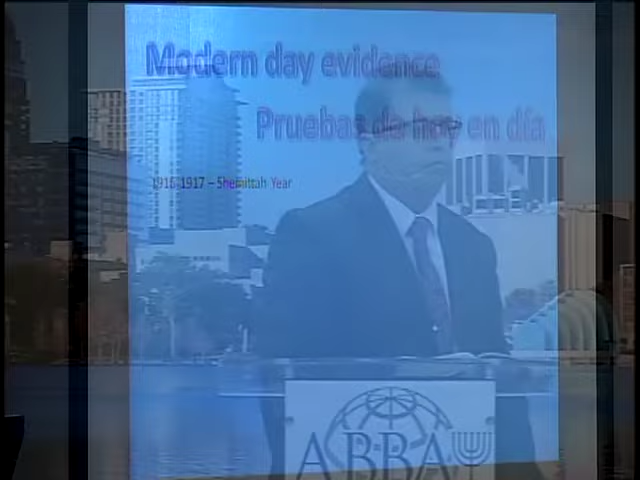 Modern day evidence
Pruebas de hoy en día
1916-1917 – Shemittah Year
ABBA